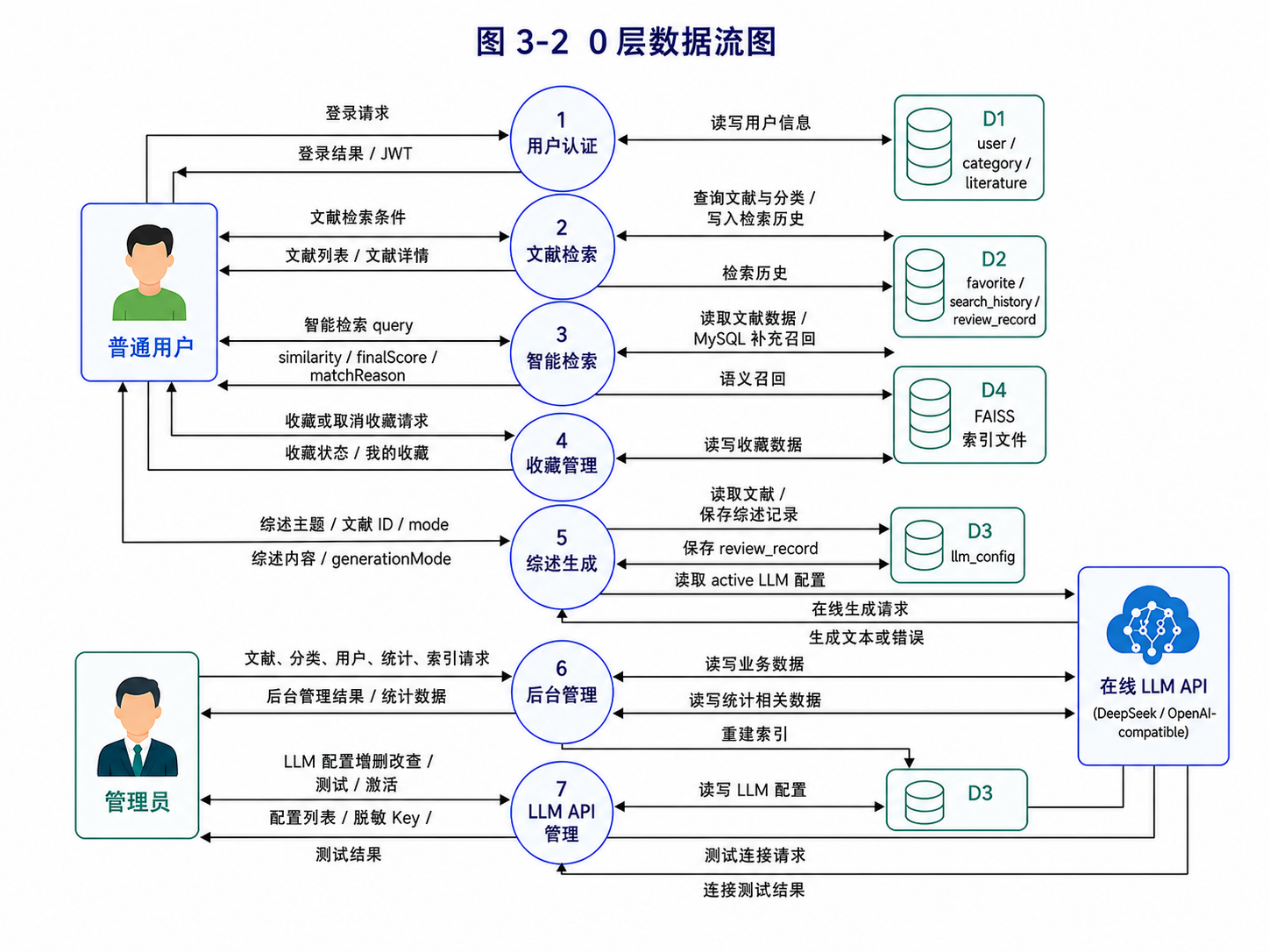 图 3-2 0 层数据流图
登录请求
登录结果 / JWT
1
用户认证
读写用户信息
D1
user /
category /
literature
普通用户
文献检索条件
文献列表 / 文献详情
2
文献检索
查询文献与分类 /
写入检索历史
检索历史
D2
favorite /
search_history /
review_record
智能检索 query
similarity / finalScore /
matchReason
3
智能检索
读取文献数据 /
MySQL 补充召回
语义召回
D4
FAISS
索引文件
收藏或取消收藏请求
收藏状态 / 我的收藏
4
收藏管理
读写收藏数据
综述主题 / 文献 ID / mode
综述内容 / generationMode
5
综述生成
读取文献 /
保存综述记录
保存 review_record
读取 active LLM 配置
D3
llm_config
在线生成请求
生成文本或错误
在线 LLM API
(DeepSeek / OpenAI-
compatible)
管理员
文献、分类、用户、统计、索引请求
后台管理结果 / 统计数据
6
后台管理
读写业务数据
读写统计相关数据
重建索引
LLM 配置增删改查 /
测试 / 激活
配置列表 / 脱敏 Key /
测试结果
7
LLM API
管理
读写 LLM 配置
D3
测试连接请求
连接测试结果